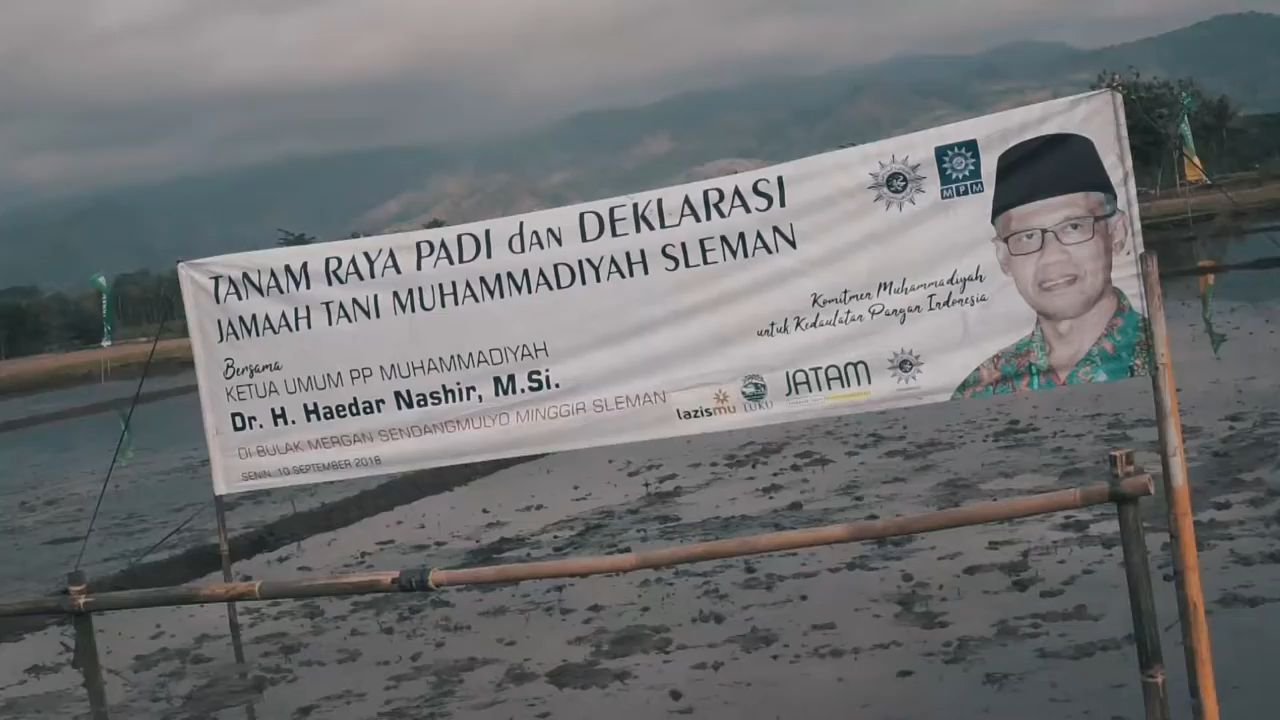 TANAM RAYA PADI dAN DEKLARASI
JAMAAH TANI MUHAMMADIYAH SLEMAN
Bersama
KETUA UMUM PP MUHAMMADIYAH
Dr. H. Haedar Nashir, M.Si.
DI BULAK MERGAN SENDANGMULYO MINGGIR SLEMAN
SENIN, 10 SEPTEMBER 2018
MPM
Komitmen Muhammadiyah
untuk Kedaulatan Pangan Indonesia
lazismu
LUKU
JATAM